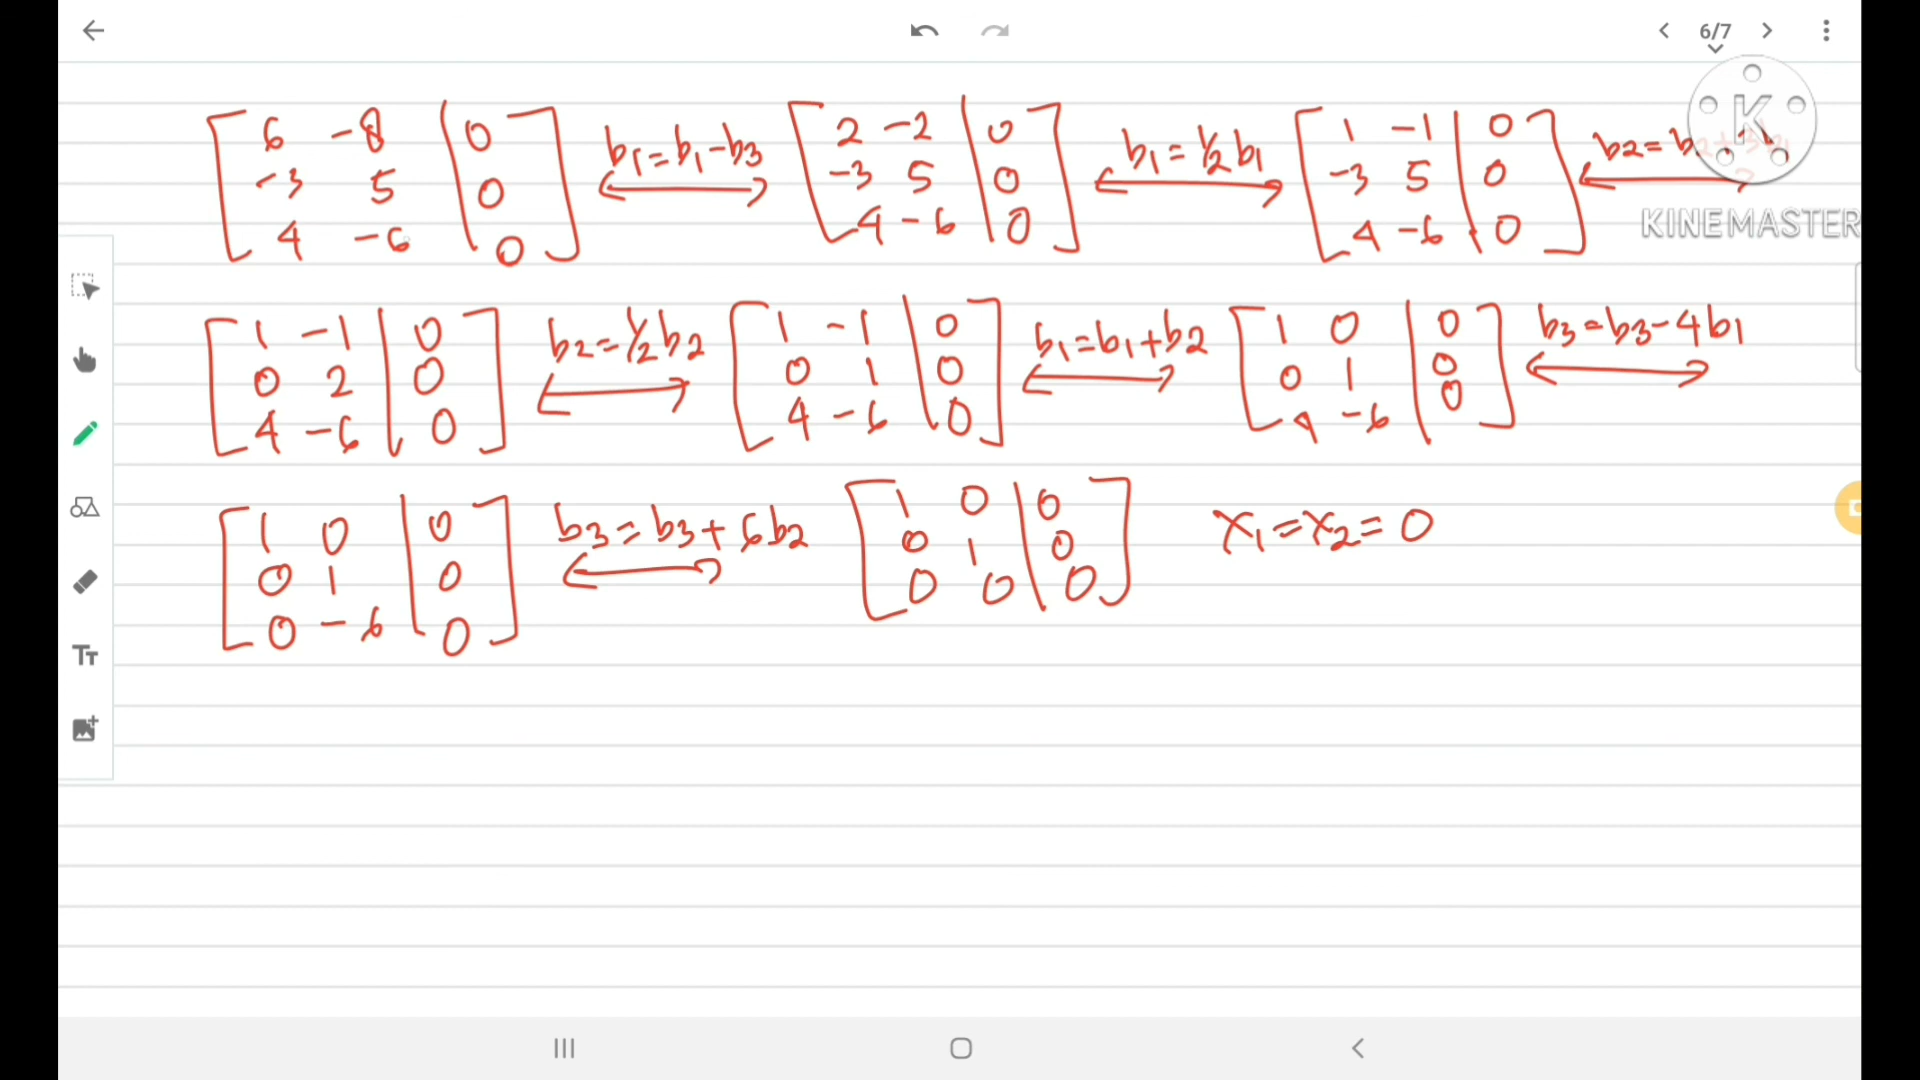 6/7
[ 6 -8 | 0 ] b1=b1-b3 [ 2 -2 | 0 ] b1=½b1 [ 1 -1 | 0 ] b2=b2+3b1
[ -3 5 | 0 ] [ -3 5 | 0 ] [ -3 5 | 0 ]
[ 4 -6 | 0 ] [ 4 -6 | 0 ] [ 4 -6 | 0 ]
K
KINEMASTER
[ 1 -1 | 0 ] b2=½b2 [ 1 -1 | 0 ] b1=b1+b2 [ 1 0 | 0 ] b3=b3-4b1
[ 0 2 | 0 ] [ 0 1 | 0 ] [ 0 1 | 0 ]
[ 4 -6 | 0 ] [ 4 -6 | 0 ] [ 4 -6 | 0 ]
[ 1 0 | 0 ] b3=b3+6b2 [ 1 0 | 0 ] x1=x2=0
[ 0 1 | 0 ] [ 0 1 | 0 ]
[ 0 -6 | 0 ] [ 0 0 | 0 ]
Tт